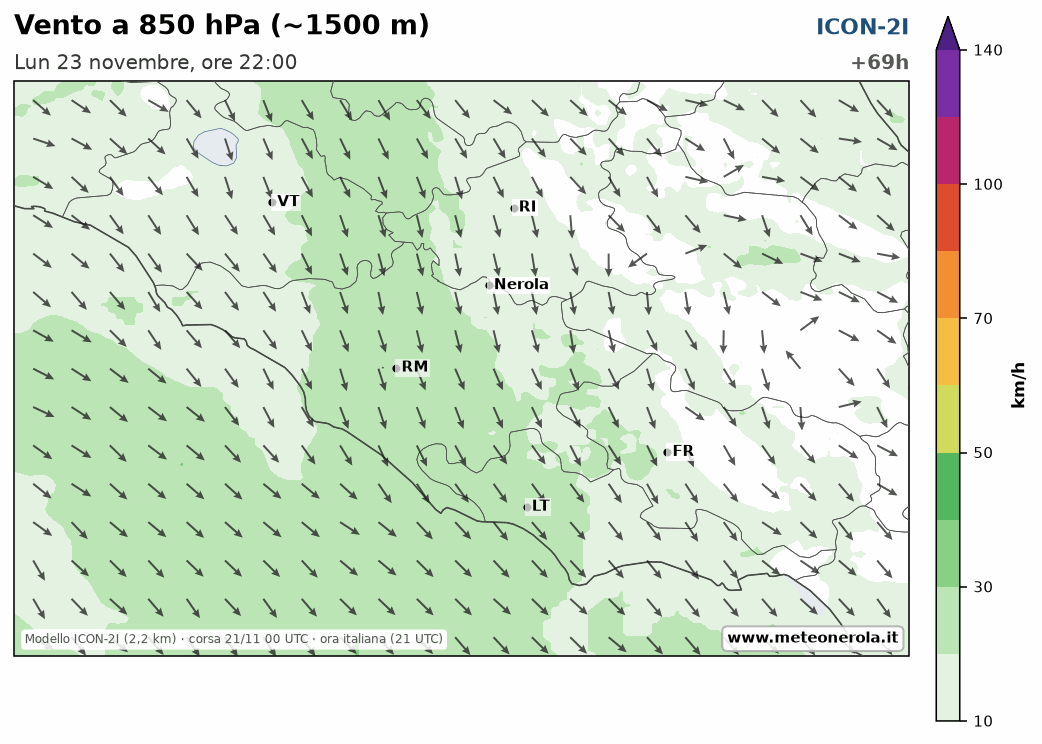 Vento a 850 hPa (~1500 m)
ICON-2I
Lun 23 novembre, ore 22:00
+69h
140
100
70
50
30
10
km/h
VT
RI
Nerola
RM
FR
LT
Modello ICON-2I (2,2 km) · corsa 21/11 00 UTC · ora italiana (21 UTC)
www.meteonerola.it